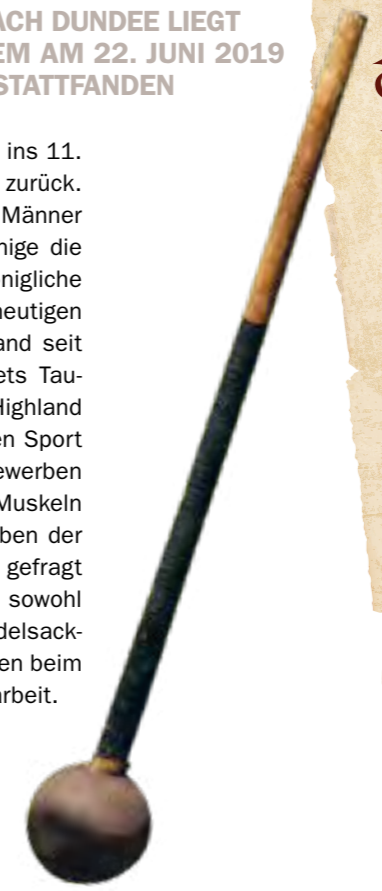 ACH DUNDEE LIEGT
EM AM 22. JUNI 2019
STATTFANDEN
ins 11.
zurück.
Männer
nige die
nigliche
heutigen
and seit
ets Tau-
Highland
en Sport
ewerben
Muskeln
ben der
gefragt
sowohl
delsack-
en beim
rbeit.